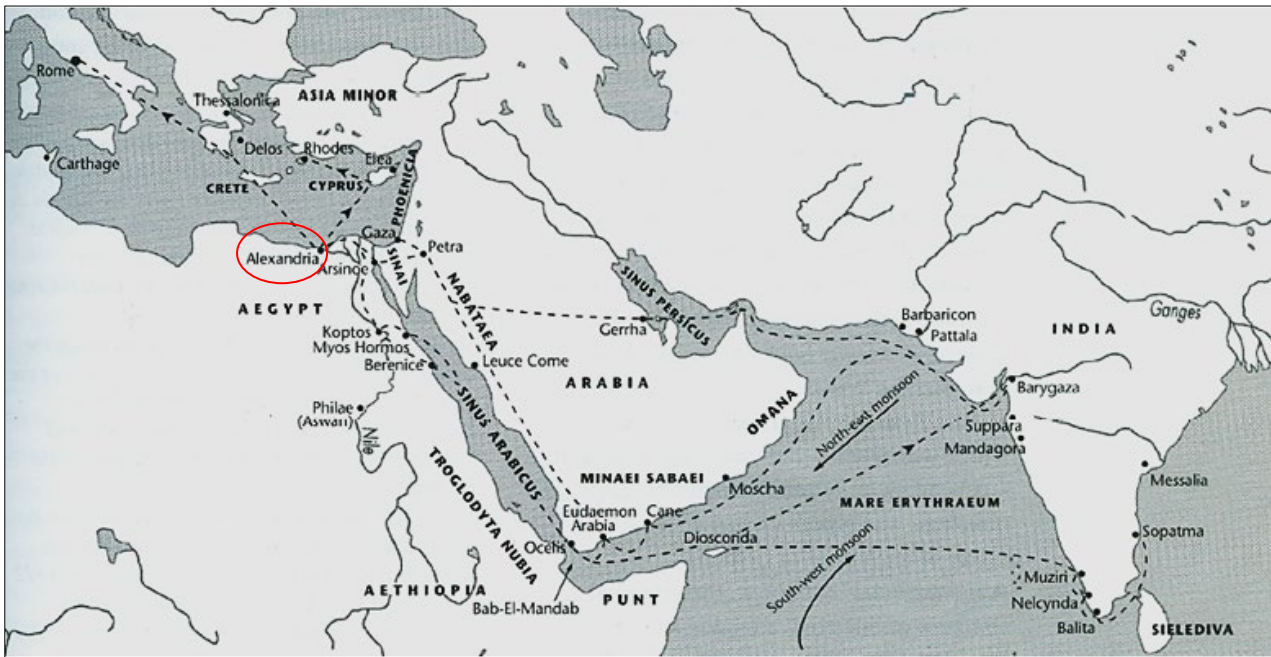 Rome
Thessalonica
ASIA MINOR
Delos
Rhodes
Elea
Carthage
CRETE
CYPRUS
PHOENICIA
Gaza
Petra
Alexandria
Arsinoe
SINAI
NABATAEA
AEGYPT
Koptos
Myos Hormos
Berenice
Leuce Come
Gerrha
SINUS PERSICUS
Barbaricon
Pattala
INDIA
Ganges
ARABIA
Barygaza
OMANA
North-east monsoon
Philae
(Aswan)
Nile
SINUS ARABICUS
Suppara
Mandagora
TROGLODYTA NUBIA
MINAEI SABAEI
Moscha
MARE ERYTHRAEUM
Messalia
Eudaemon
Arabia
Cane
Ocelis
Dioscorida
Sopatma
AETHIOPIA
Bab-El-Mandab
PUNT
South-west monsoon
Muziri
Nelcynda
Balita
SIELEDIVA